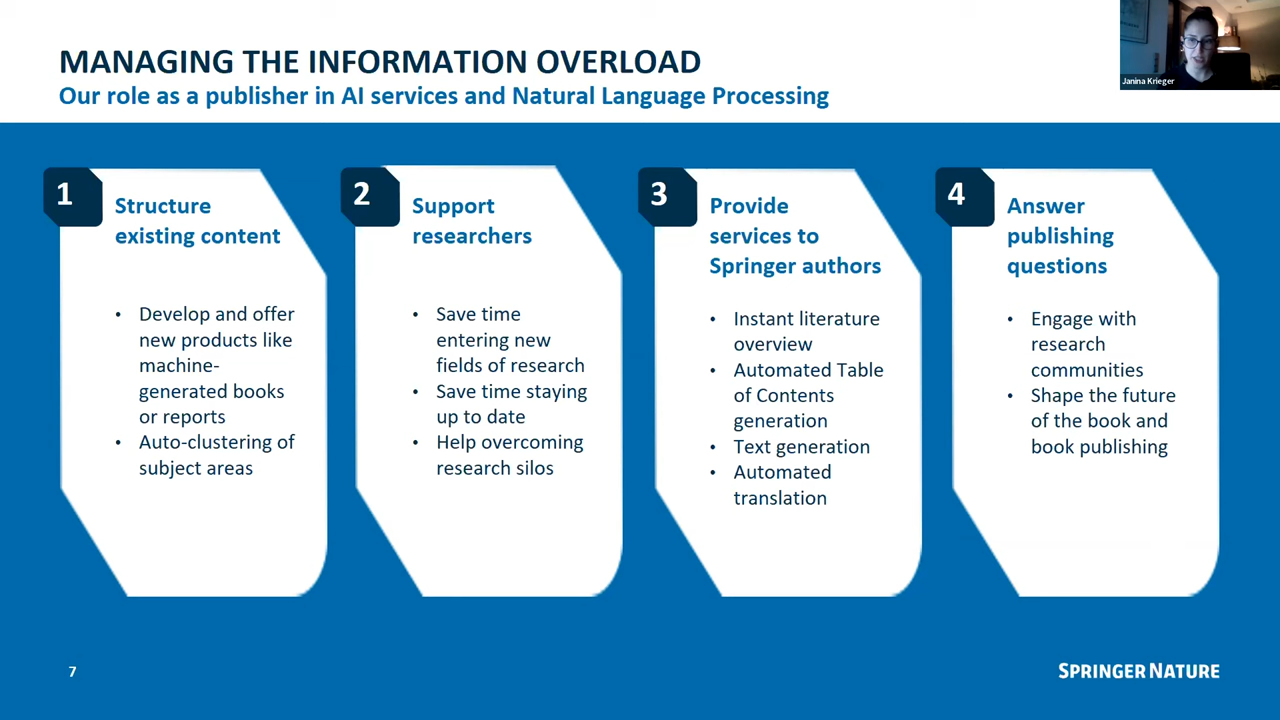 MANAGING THE INFORMATION OVERLOAD
Our role as a publisher in AI services and Natural Language Processing
Janina Krieger
1
Structure
existing content
• Develop and offer
new products like
machine-
generated books
or reports
• Auto-clustering of
subject areas
2
Support
researchers
• Save time
entering new
fields of research
• Save time staying
up to date
• Help overcoming
research silos
3
Provide
services to
Springer authors
• Instant literature
overview
• Automated Table
of Contents
generation
• Text generation
• Automated
translation
4
Answer
publishing
questions
• Engage with
research
communities
• Shape the future
of the book and
book publishing
7
SPRINGER NATURE